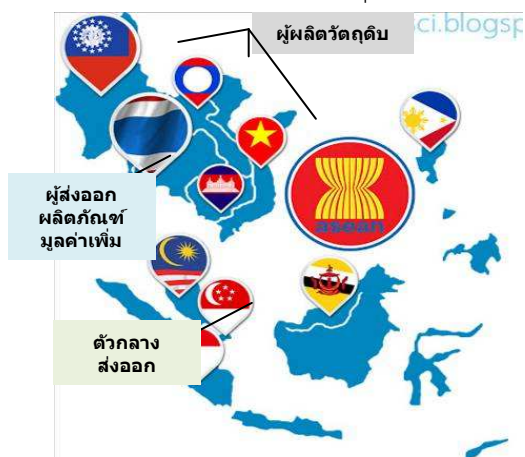 ci.blogsp
ผู้ผลิตวัตถุดิบ
ผู้ส่งออก
ผลิตภัณฑ์
มูลค่าเพิ่ม
asean
ตัวกลาง
ส่งออก